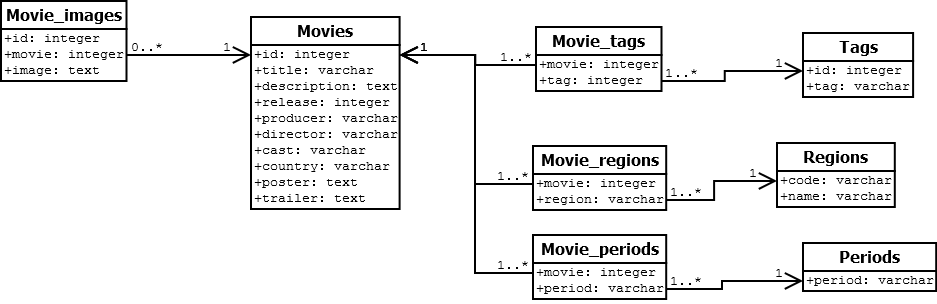 Movie_images
+id: integer
+movie: integer
+image: text
0..*
1
Movies
+id: integer
+title: varchar
+description: text
+release: integer
+producer: varchar
+director: varchar
+cast: varchar
+country: varchar
+poster: text
+trailer: text
1
1..*
Movie_tags
+movie: integer
+tag: integer
1..*
1
Tags
+id: integer
+tag: varchar
1..*
Movie_regions
+movie: integer
+region: varchar
1..*
1
Regions
+code: varchar
+name: varchar
1..*
Movie_periods
+movie: integer
+period: varchar
1..*
1
Periods
+period: varchar